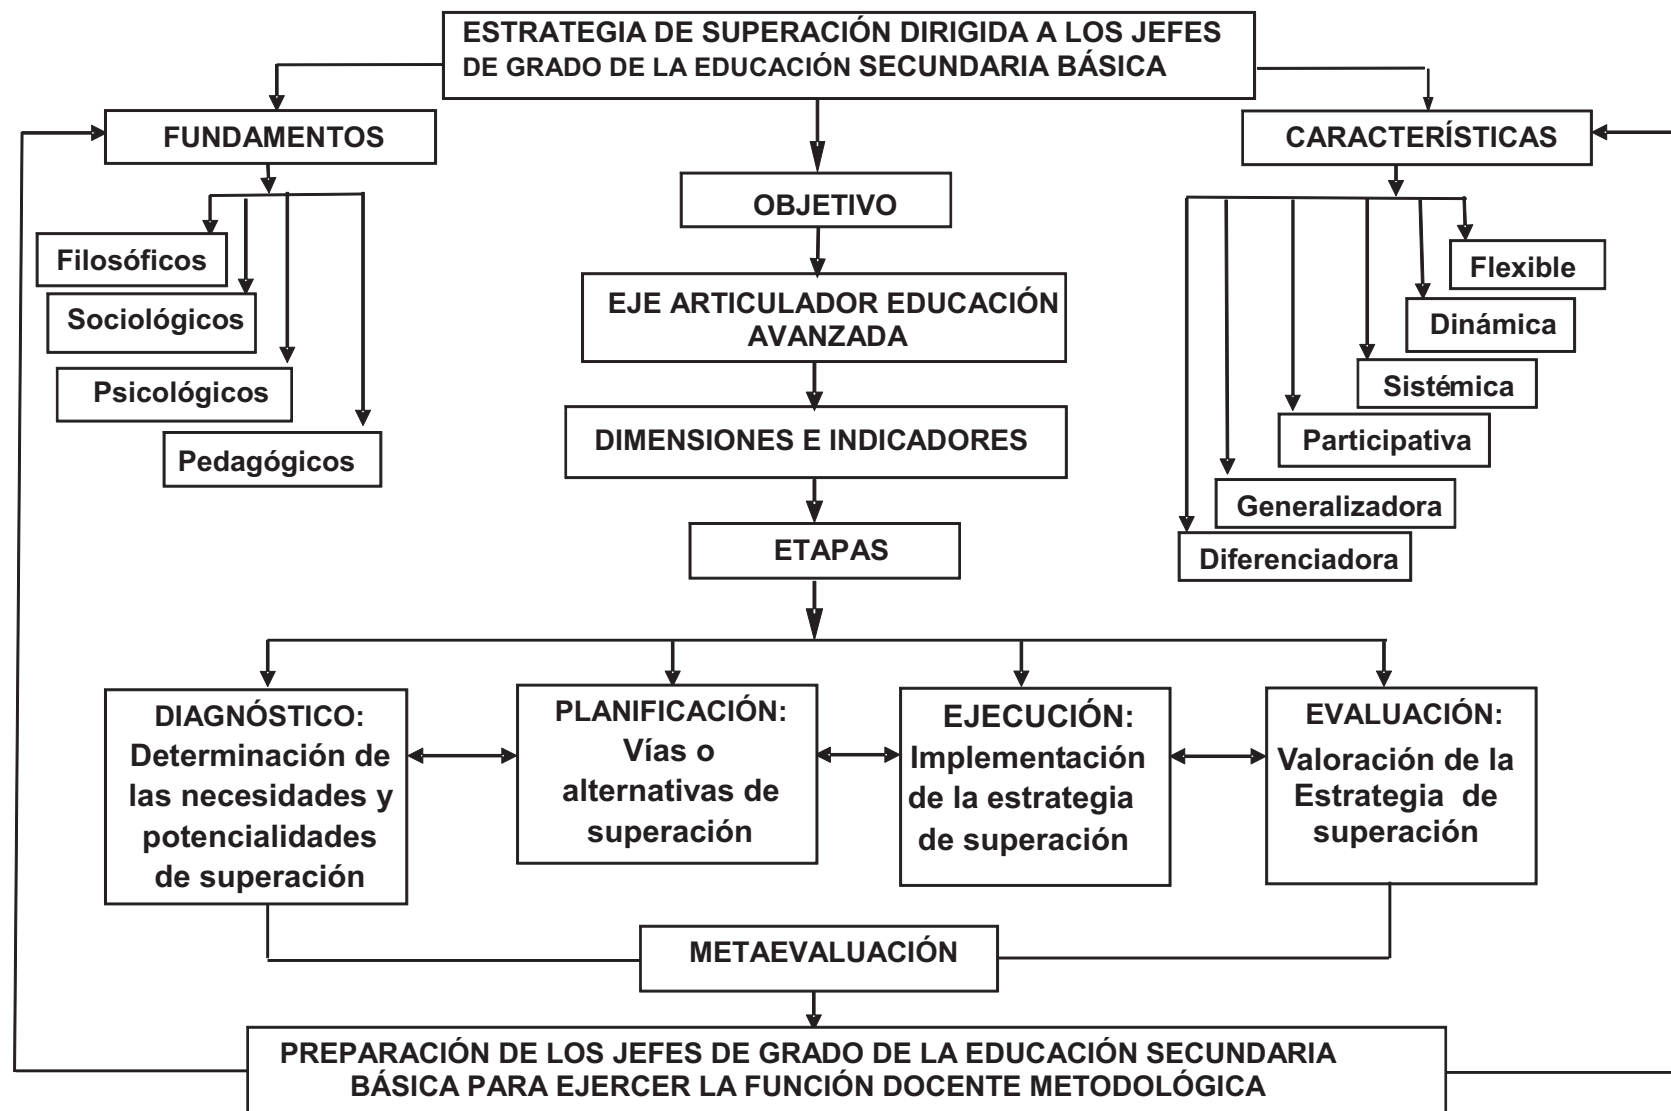 ESTRATEGIA DE SUPERACIÓN DIRIGIDA A LOS JEFES
DE GRADO DE LA EDUCACIÓN SECUNDARIA BÁSICA
FUNDAMENTOS
Filosóficos
Sociológicos
Psicológicos
Pedagógicos
OBJETIVO
EJE ARTICULADOR EDUCACIÓN
AVANZADA
DIMENSIONES E INDICADORES
ETAPAS
CARACTERÍSTICAS
Flexible
Dinámica
Sistémica
Participativa
Generalizadora
Diferenciadora
DIAGNÓSTICO:
Determinación de
las necesidades y
potencialidades
de superación
PLANIFICACIÓN:
Vías o
alternativas de
superación
EJECUCIÓN:
Implementación
de la estrategia
de superación
EVALUACIÓN:
Valoración de la
Estrategia de
superación
METAEVALUACIÓN
PREPARACIÓN DE LOS JEFES DE GRADO DE LA EDUCACIÓN SECUNDARIA
BÁSICA PARA EJERCER LA FUNCIÓN DOCENTE METODOLÓGICA